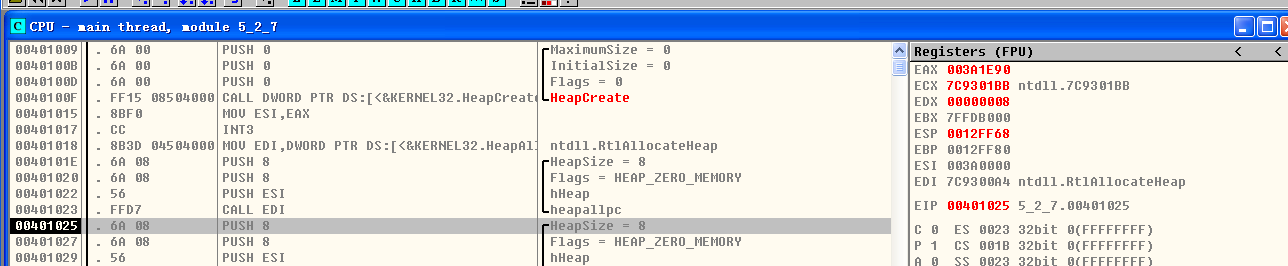 CPU - main thread, module 5_2_7
00401009 . 6A 00 PUSH 0 MaximumSize = 0
0040100B . 6A 00 PUSH 0 InitialSize = 0
0040100D . 6A 00 PUSH 0 Flags = 0
0040100F . FF15 08504000 CALL DWORD PTR DS:[<&KERNEL32.HeapCreate HeapCreate
00401015 . 8BF0 MOV ESI,EAX
00401017 . CC INT3
00401018 . 8B3D 04504000 MOV EDI,DWORD PTR DS:[<&KERNEL32.HeapAll ntdll.RtlAllocateHeap
0040101E . 6A 08 PUSH 8 HeapSize = 8
00401020 . 6A 08 PUSH 8 Flags = HEAP_ZERO_MEMORY
00401022 . 56 PUSH ESI hHeap
00401023 . FFD7 CALL EDI heapallpc
00401025 . 6A 08 PUSH 8 HeapSize = 8
00401027 . 6A 08 PUSH 8 Flags = HEAP_ZERO_MEMORY
00401029 . 56 PUSH ESI hHeap
Registers (FPU) < <
EAX 003A1E90
ECX 7C9301BB ntdll.7C9301BB
EDX 00000008
EBX 7FFDB000
ESP 0012FF68
EBP 0012FF80
ESI 003A0000
EDI 7C9300A4 ntdll.RtlAllocateHeap
EIP 00401025 5_2_7.00401025
C 0 ES 0023 32bit 0(FFFFFFFF)
P 1 CS 001B 32bit 0(FFFFFFFF)
A 0 SS 0023 32bit 0(FFFFFFFF)